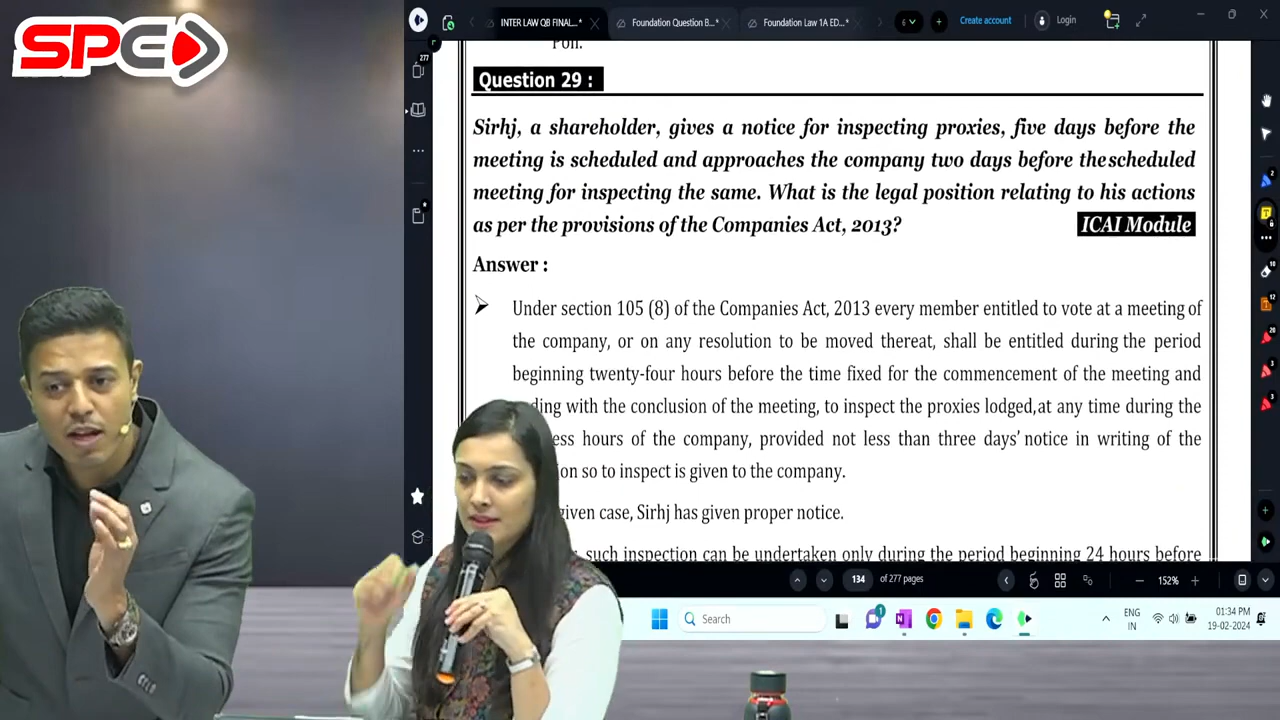 SPC
INTER LAW QB FINAL...*
Foundation Question B...*
Foundation Law 1A ED...*
6
Create account
Login
277
Poll.
Question 29 :
Sirhj, a shareholder, gives a notice for inspecting proxies, five days before the
meeting is scheduled and approaches the company two days before the scheduled
meeting for inspecting the same. What is the legal position relating to his actions
as per the provisions of the Companies Act, 2013?
ICAI Module
Answer :
Under section 105 (8) of the Companies Act, 2013 every member entitled to vote at a meeting of
the company, or on any resolution to be moved thereat, shall be entitled during the period
beginning twenty-four hours before the time fixed for the commencement of the meeting and
ding with the conclusion of the meeting, to inspect the proxies lodged, at any time during the
ess hours of the company, provided not less than three days' notice in writing of the
ion so to inspect is given to the company.
given case, Sirhj has given proper notice.
such inspection can be undertaken only during the period beginning 24 hours before
134
of 277 pages
152%
Search
ENG
IN
01:34 PM
19-02-2024